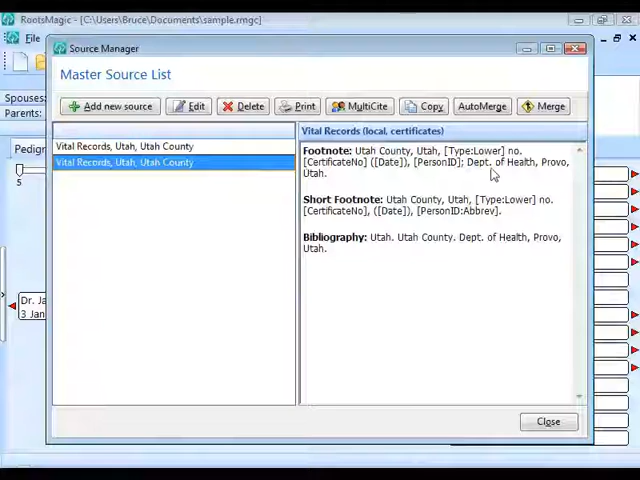 RootsMagic - [C:\Users\Bruce\Documents\sample.rmgc]
File
Source Manager
Master Source List
Add new source
Edit
Delete
Print
MultiCite
Copy
AutoMerge
Merge
Spouses:
Parents:
Pedigr
5
Dr. Ja
3 Jan
Vital Records, Utah, Utah County
Vital Records, Utah, Utah County
Vital Records (local, certificates)
Footnote: Utah County, Utah, [Type:Lower] no.
[CertificateNo] ([Date]), [PersonID]; Dept. of Health, Provo,
Utah.
Short Footnote: Utah County, Utah, [Type:Lower] no.
[CertificateNo], ([Date]), [PersonID:Abbrev].
Bibliography: Utah. Utah County. Dept. of Health, Provo,
Utah.
Close